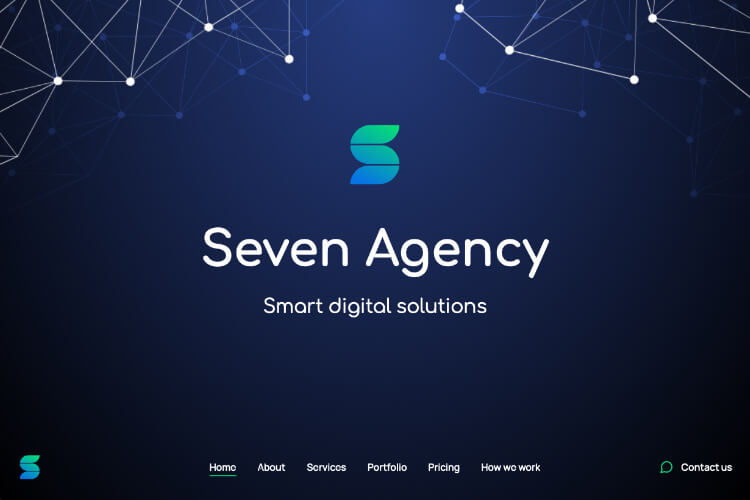 Seven Agency
Smart digital solutions
Home About Services Portfolio Pricing How we work Contact us